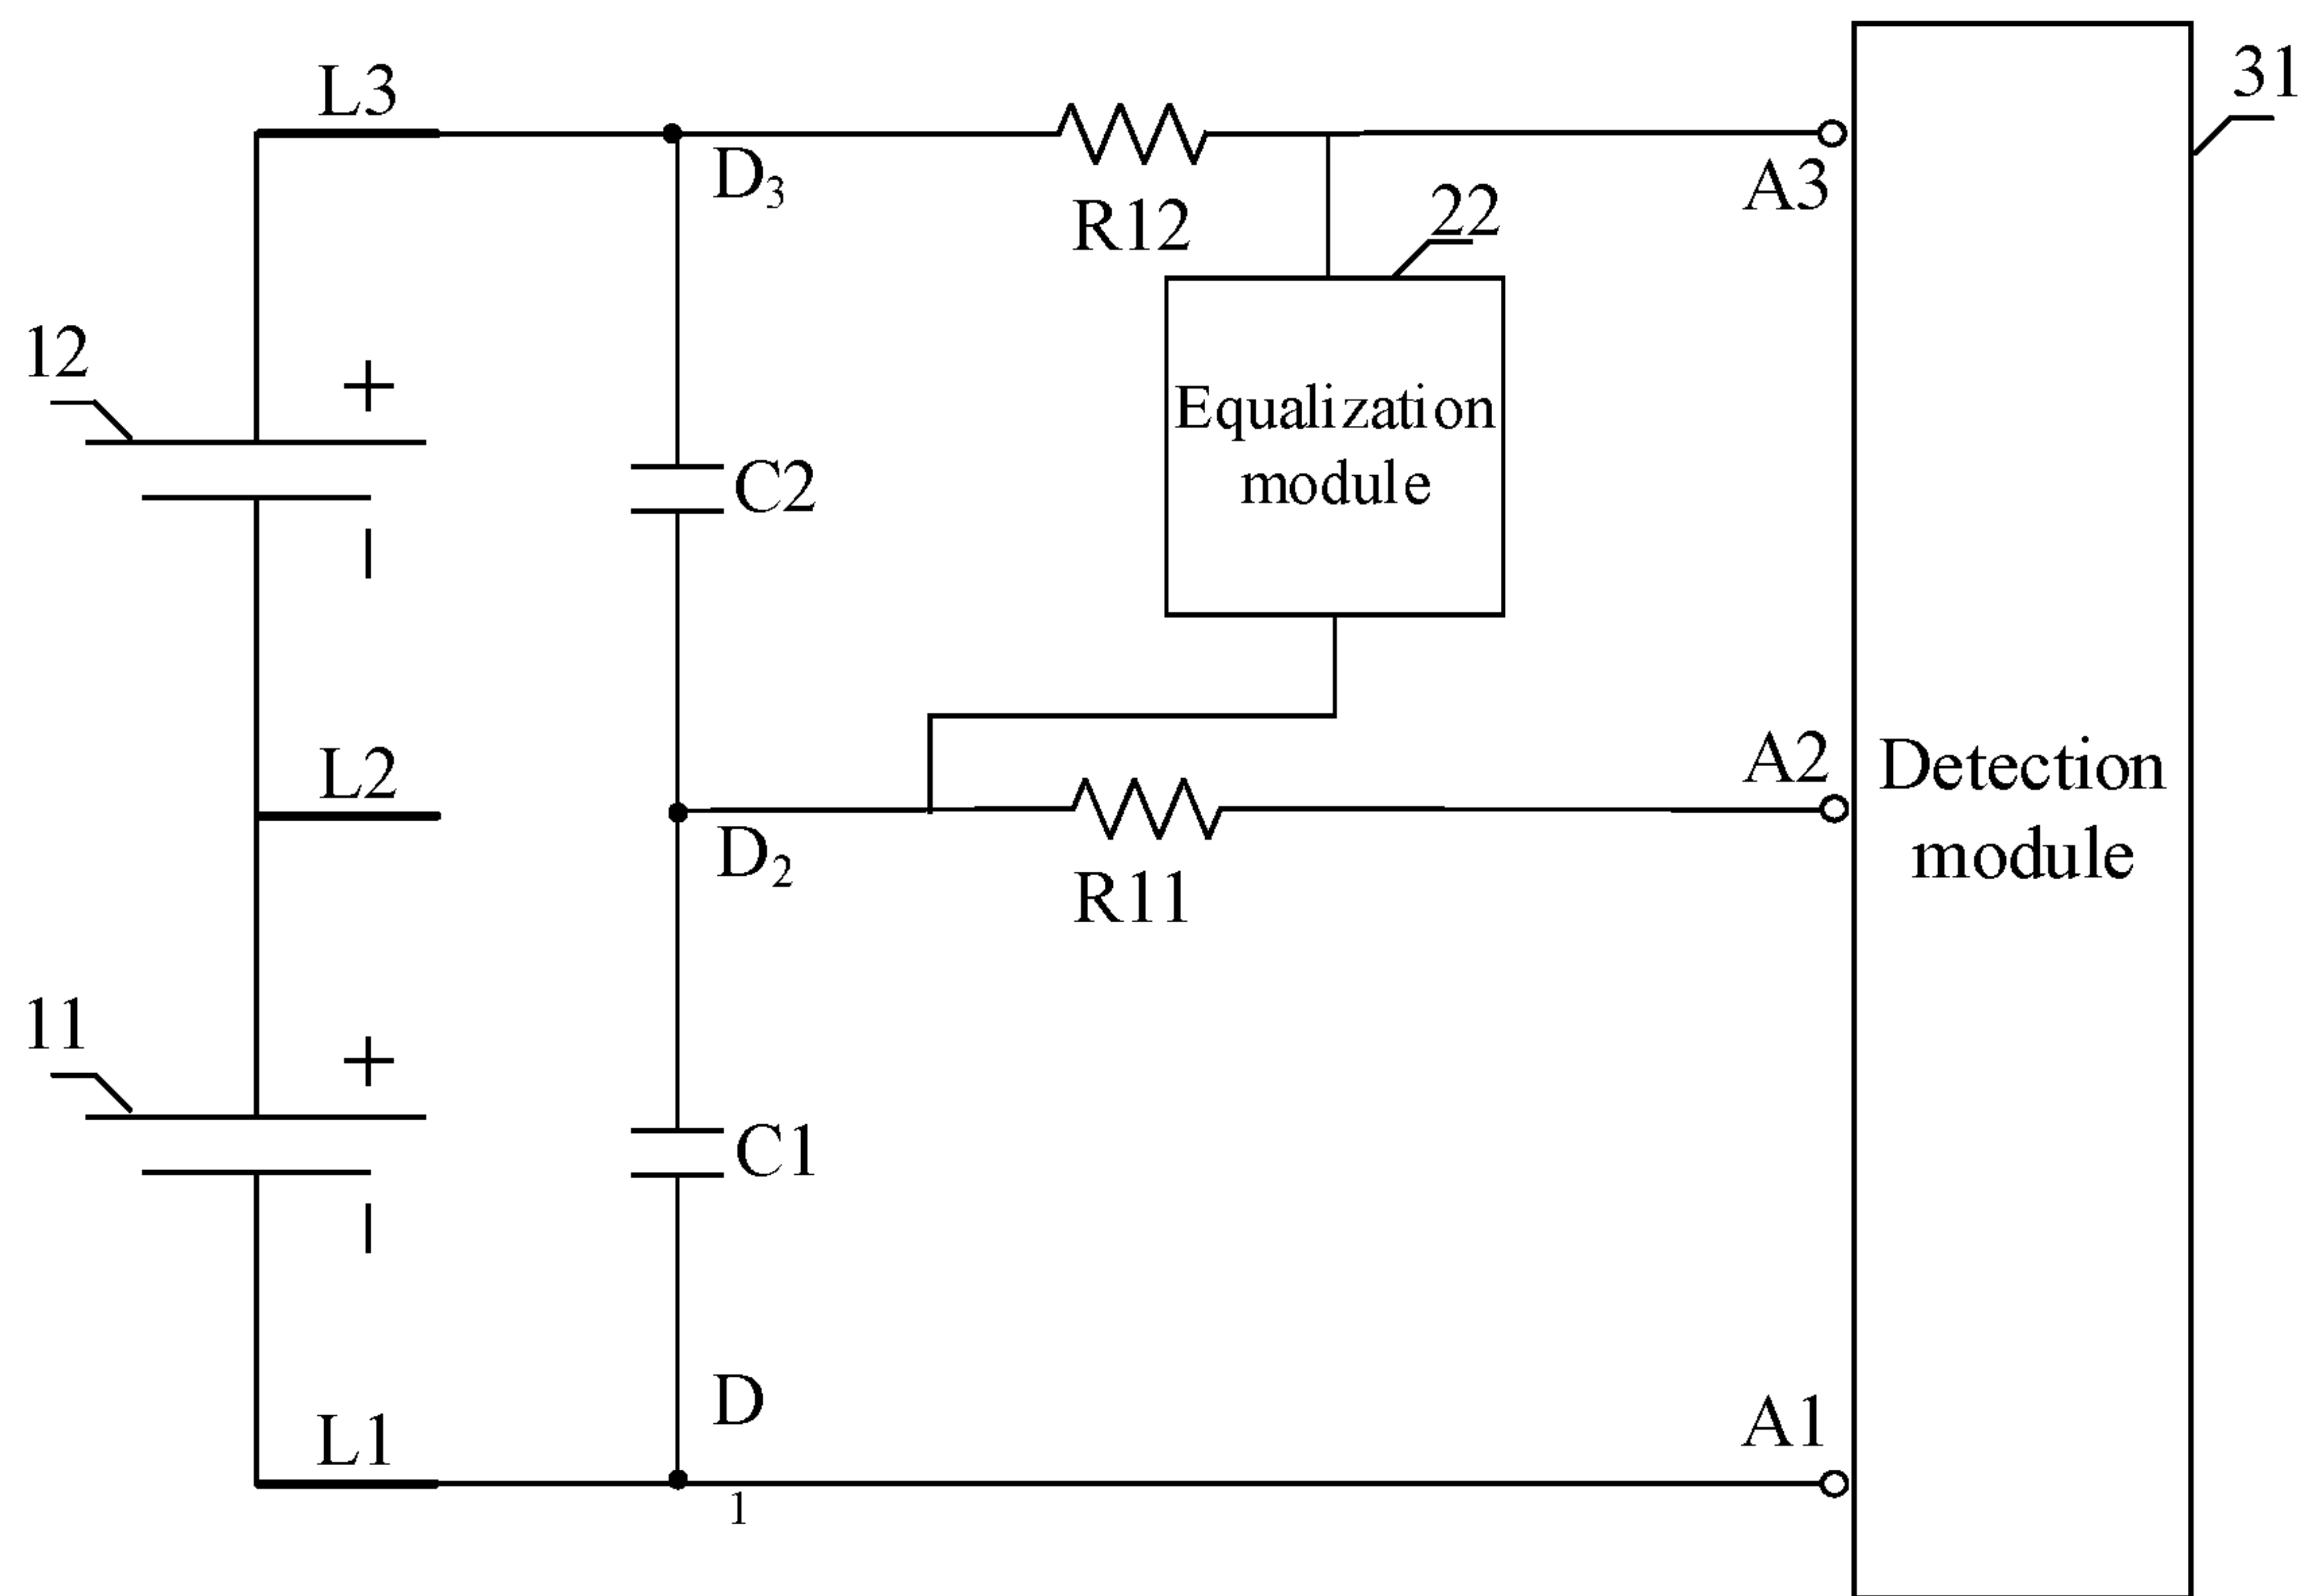 31
L3
D3
A3
R12
22
12
+
Equalization
module
C2
−
L2
A2
Detection
module
D2
R11
11
+
C1
−
D
1
A1
L1